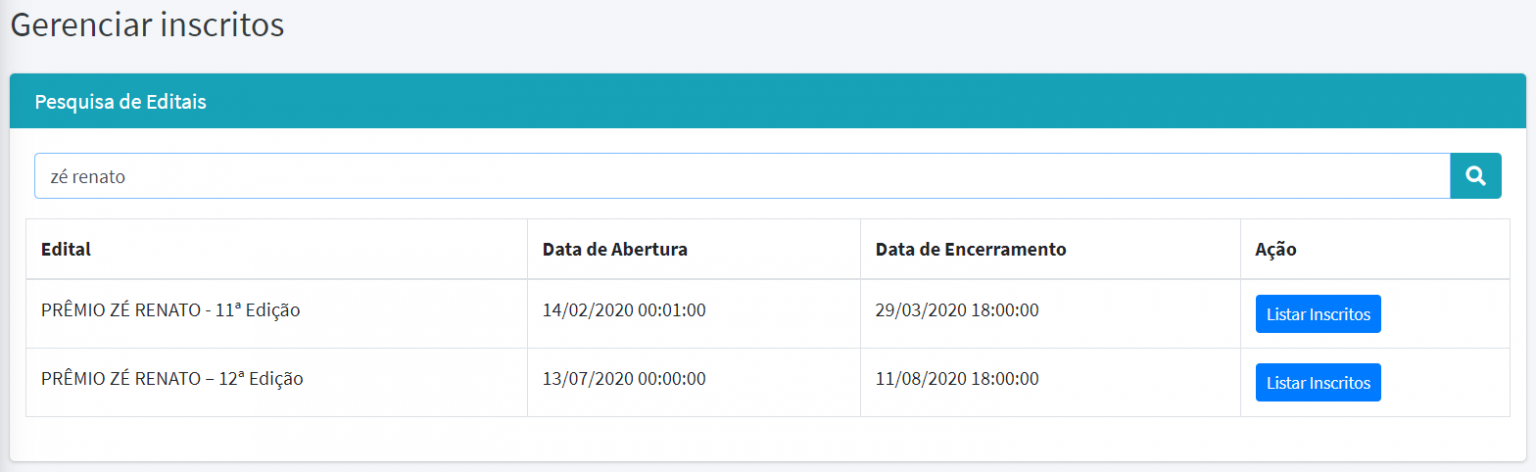 Gerenciar inscritos
Pesquisa de Editais
zé renato
Edital Data de Abertura Data de Encerramento Ação
PRÊMIO ZÉ RENATO - 11ª Edição 14/02/2020 00:01:00 29/03/2020 18:00:00 Listar Inscritos
PRÊMIO ZÉ RENATO – 12ª Edição 13/07/2020 00:00:00 11/08/2020 18:00:00 Listar Inscritos